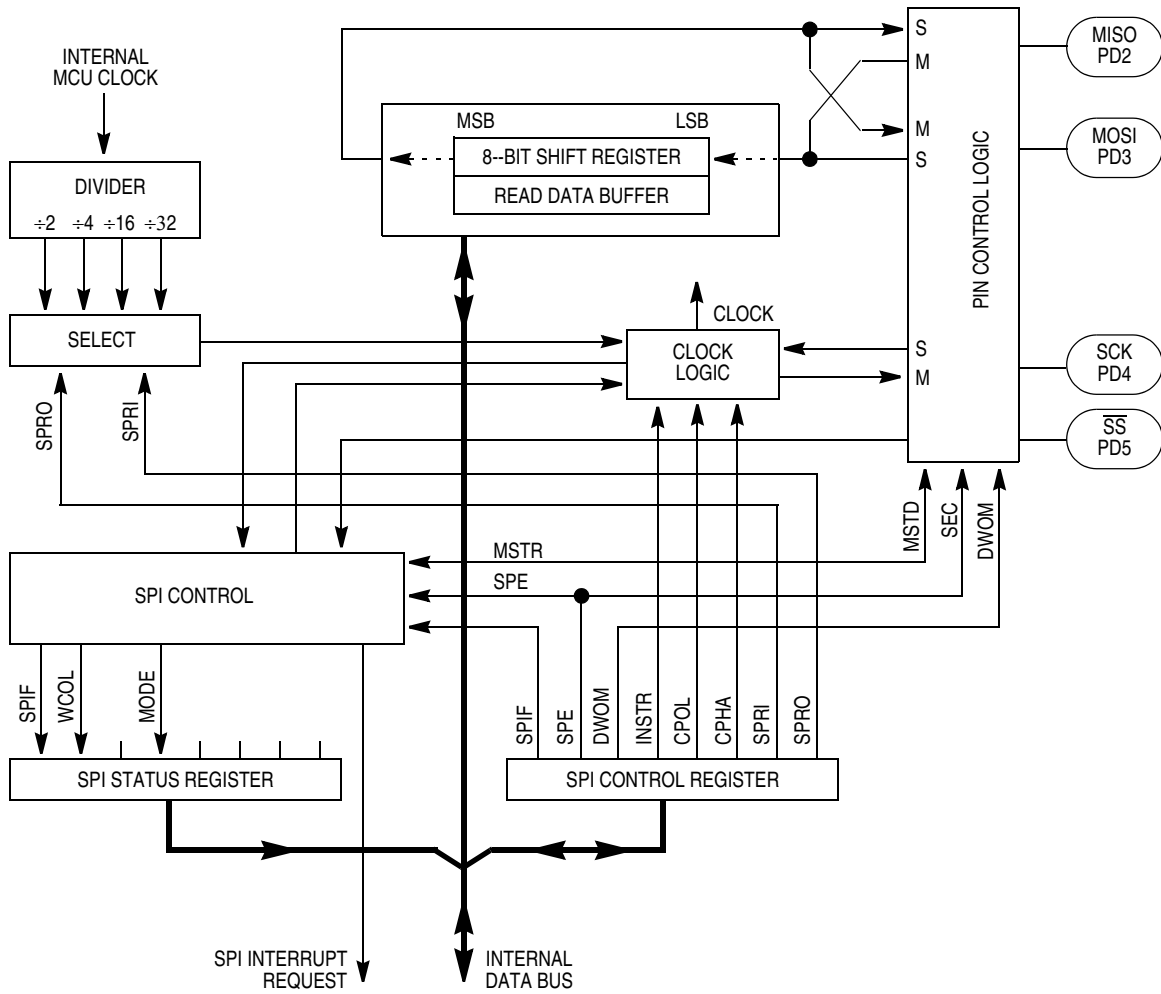 INTERNAL
MCU CLOCK
DIVIDER
÷2 ÷4 ÷16 ÷32
SELECT
SPRO
SPRI
MSB LSB
8--BIT SHIFT REGISTER
READ DATA BUFFER
CLOCK
CLOCK
LOGIC
S
M
M
S
S
M
PIN CONTROL LOGIC
MISO
PD2
MOSI
PD3
SCK
PD4
SS
PD5
MSTD
SEC
DWOM
MSTR
SPE
SPI CONTROL
SPIF
WCOL
MODE
SPI STATUS REGISTER
SPIF
SPE
DWOM
INSTR
CPOL
CPHA
SPRI
SPRO
SPI CONTROL REGISTER
SPI INTERRUPT
REQUEST
INTERNAL
DATA BUS